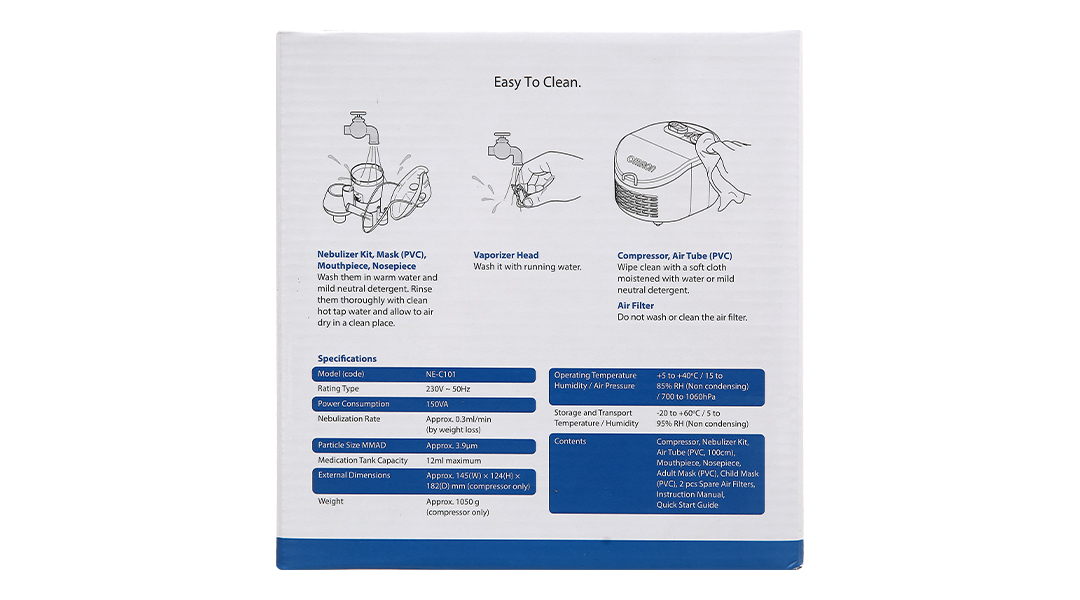 Easy To Clean.
OMRON
Nebulizer Kit, Mask (PVC),
Mouthpiece, Nosepiece
Wash them in warm water and
mild neutral detergent. Rinse
them thoroughly with clean
hot tap water and allow to air
dry in a clean place.
Vaporizer Head
Wash it with running water.
Compressor, Air Tube (PVC)
Wipe clean with a soft cloth
moistened with water or mild
neutral detergent.
Air Filter
Do not wash or clean the air filter.
Specifications
Model (code) NE-C101
Rating Type 230V ~ 50Hz
Power Consumption 150VA
Nebulization Rate Approx. 0.3ml/min
(by weight loss)
Particle Size MMAD Approx. 3.9μm
Medication Tank Capacity 12ml maximum
External Dimensions Approx. 145(W) × 124(H) ×
182(D) mm (compressor only)
Weight Approx. 1050 g
(compressor only)
Operating Temperature +5 to +40°C / 15 to
Humidity / Air Pressure 85% RH (Non condensing)
/ 700 to 1060hPa
Storage and Transport -20 to +60°C / 5 to
Temperature / Humidity 95% RH (Non condensing)
Contents Compressor, Nebulizer Kit,
Air Tube (PVC, 100cm),
Mouthpiece, Nosepiece,
Adult Mask (PVC), Child Mask
(PVC), 2 pcs Spare Air Filters,
Instruction Manual,
Quick Start Guide